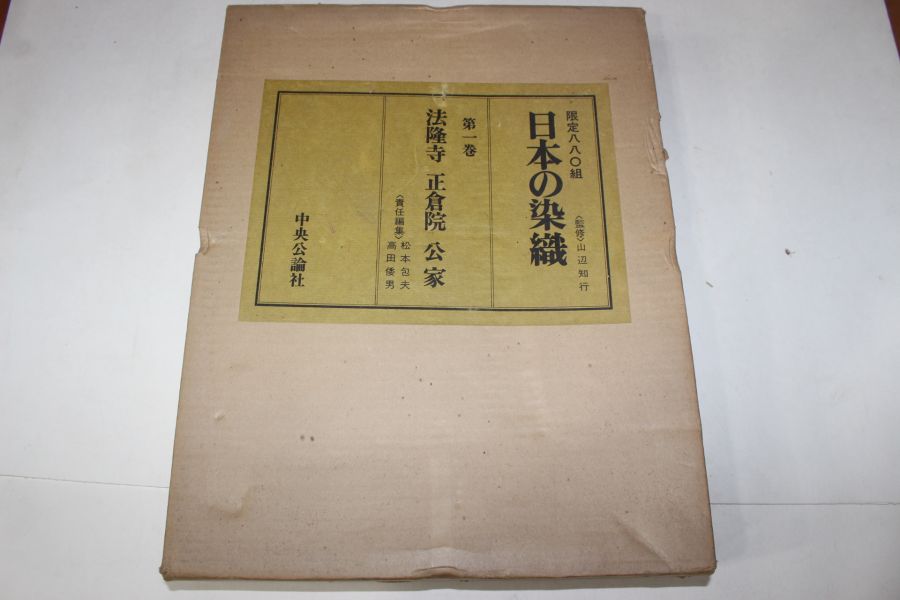 限定八八〇組
日本の染織
〈監修〉山辺知行
第一巻
法隆寺 正倉院 公家
〈責任編集〉松本包夫
高田倭男
中央公論社